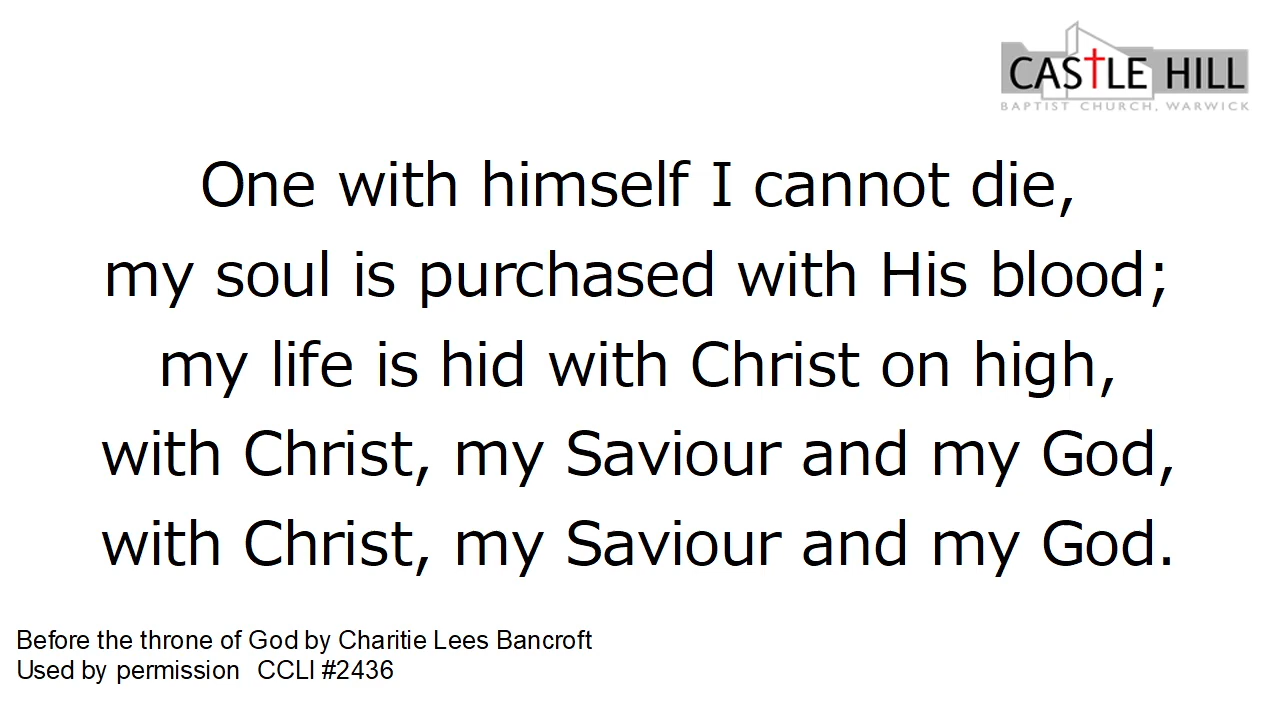 CASTLE HILL
BAPTIST CHURCH, WARWICK
One with himself I cannot die,
my soul is purchased with His blood;
my life is hid with Christ on high,
with Christ, my Saviour and my God,
with Christ, my Saviour and my God.
Before the throne of God by Charitie Lees Bancroft
Used by permission CCLI #2436